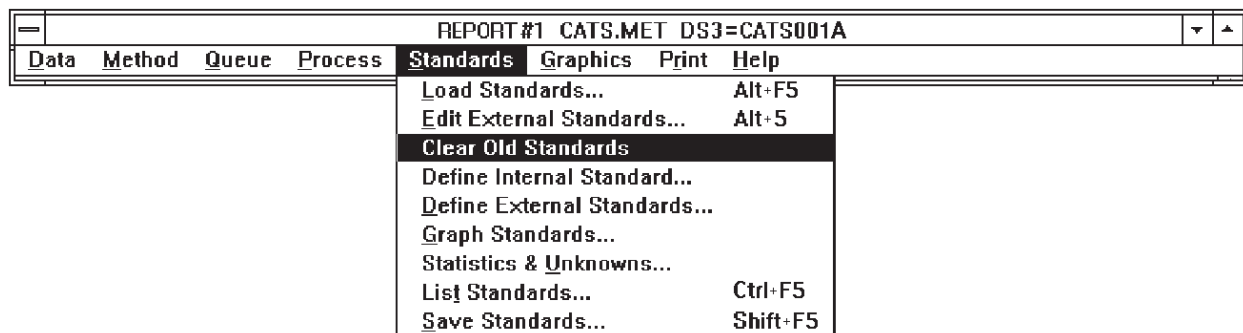 REPORT#1 CATS.MET DS3=CATS001A
Data Method Queue Process Standards Graphics Print Help
Load Standards... Alt+F5
Edit External Standards... Alt+5
Clear Old Standards
Define Internal Standard...
Define External Standards...
Graph Standards...
Statistics & Unknowns...
List Standards... Ctrl+F5
Save Standards... Shift+F5